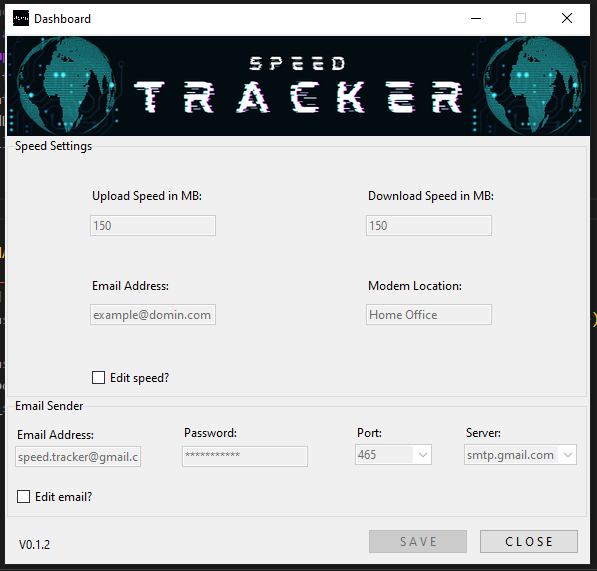 Dashboard
SPEED
TRACKER
Speed Settings
Upload Speed in MB:
Download Speed in MB:
150
150
Email Address:
Modem Location:
example@domin.com
Home Office
Edit speed?
Email Sender
Email Address:
Password:
Port:
Server:
speed.tracker@gmail.c
***********
465
smtp.gmail.com
Edit email?
V0.1.2
SAVE
CLOSE